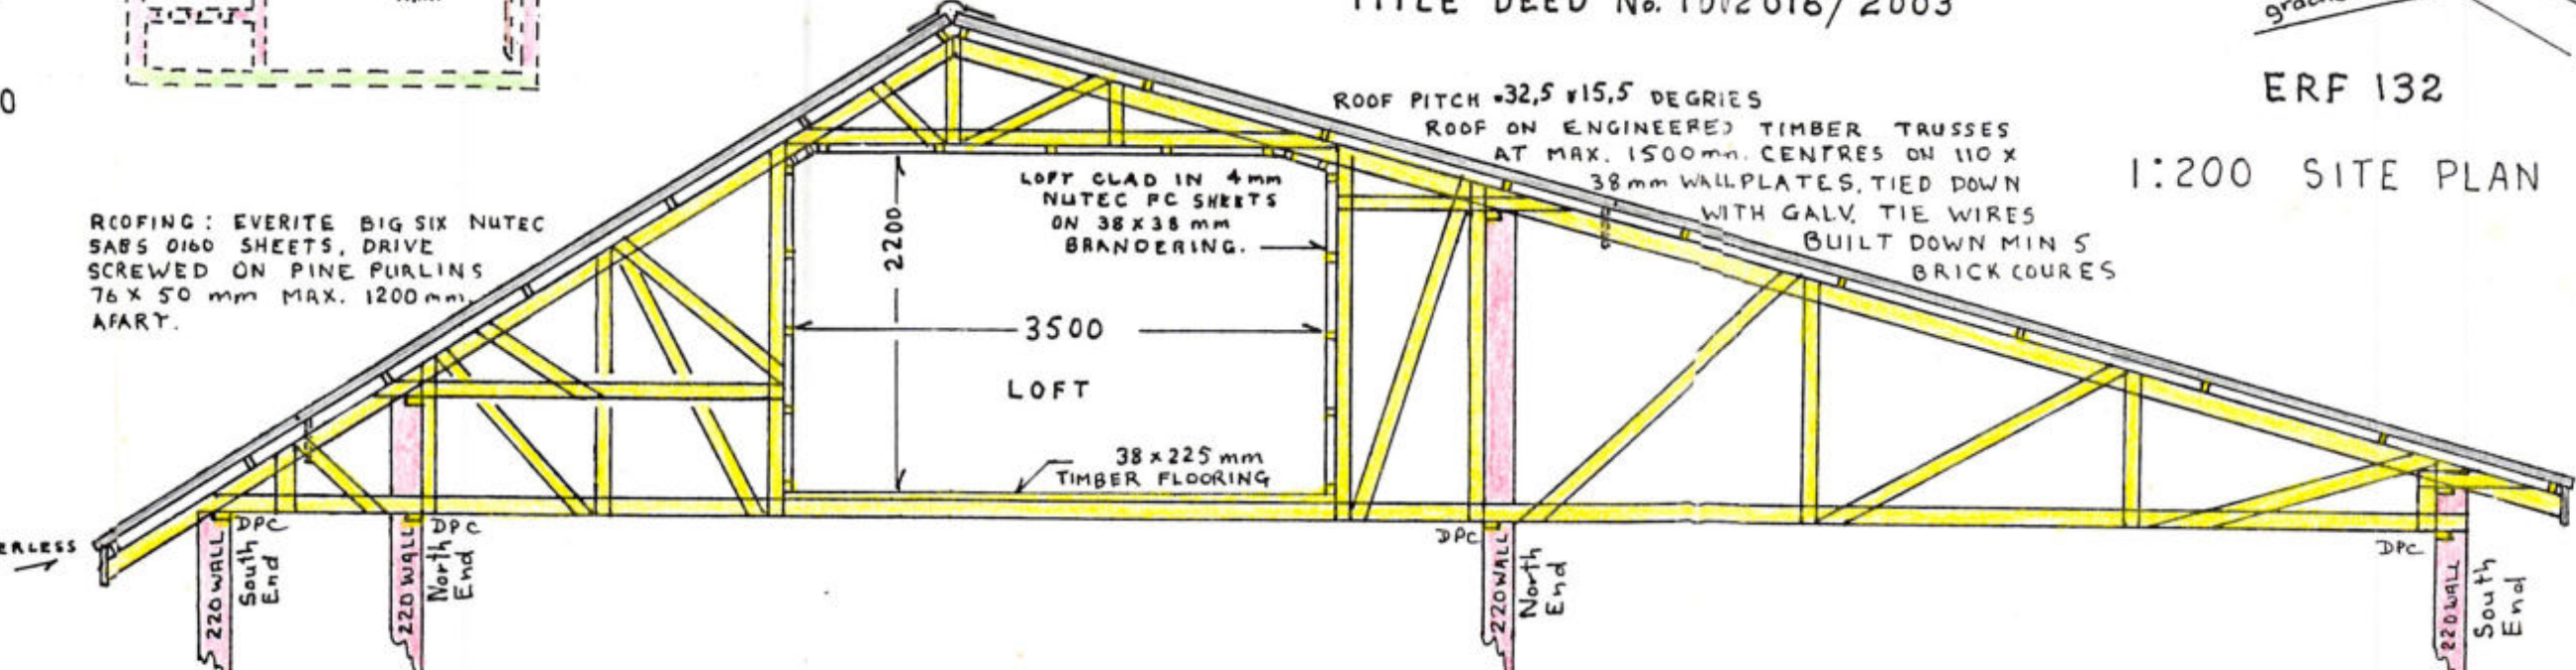 TITLE DEED No. 2016/2003
ERF 132
1:200 SITE PLAN
ROOF PITCH 32,5 15,5 DEGRIES
ROOF ON ENGINEERED TIMBER TRUSSES
AT MAX. 1500mm. CENTRES ON 110 X
38mm WALLPLATES, TIED DOWN
WITH GALV. TIE WIRES
BUILT DOWN MIN 5
BRICK COURES
ROOFING: EVERITE BIG SIX NUTEC
SABS 0160 SHEETS, DRIVE
SCREWED ON PINE PURLINS
76 X 50 mm MAX. 1200 mm
APART.
LOFT CLAD IN 4mm
NUTEC FC SHEETS
ON 38 X 38 mm
BRANDERING.
2200
3500
LOFT
38 x 225 mm
TIMBER FLOORING
DPC
220 WALL
South
End
DPC
220 WALL
North
End
DPC
220 WALL
North
End
DPC
220 WALL
South
End